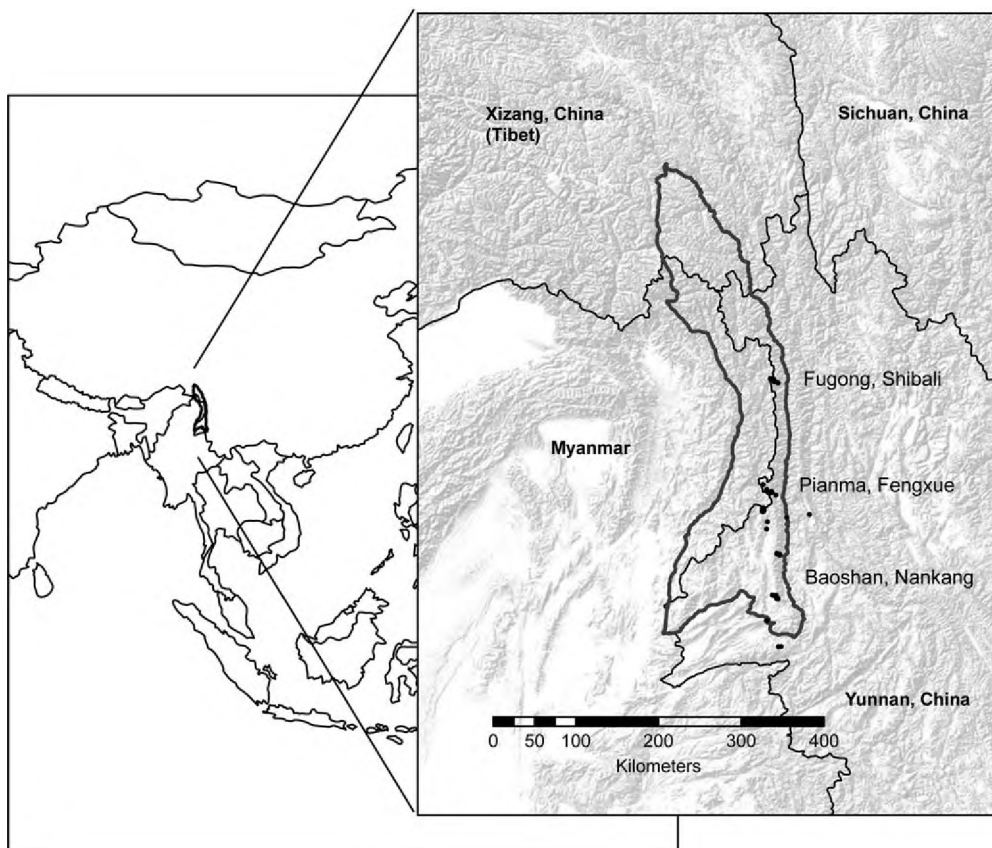 Xizang, China
(Tibet)
Sichuan, China
Fugong, Shibali
Myanmar
Pianma, Fengxue
Baoshan, Nankang
Yunnan, China
0 50 100 200 300 400
Kilometers